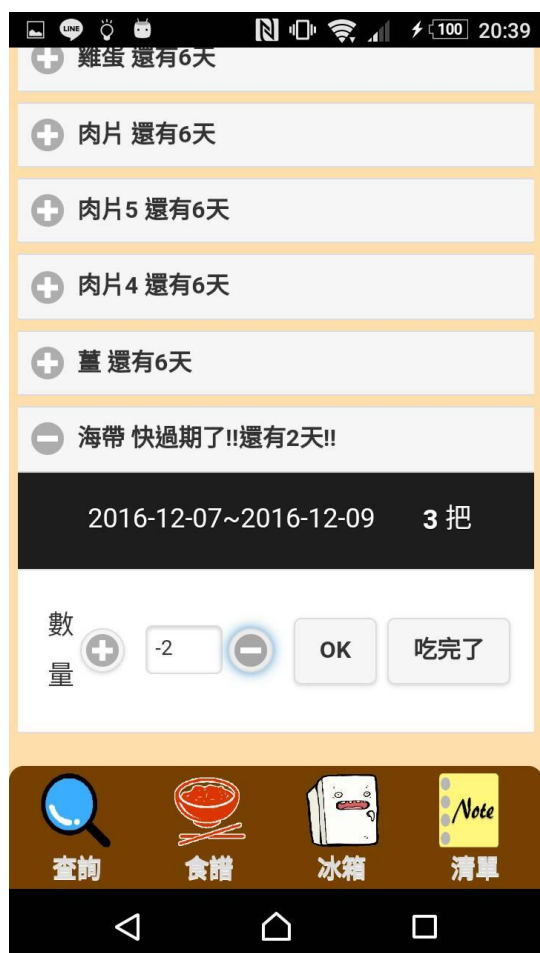 LINE
100 20:39
雞蛋 還有6天
肉片 還有6天
肉片5 還有6天
肉片4 還有6天
薑 還有6天
海帶 快過期了!!還有2天!!
2016-12-07~2016-12-09 3 把
數量 -2 OK 吃完了
Note
查詢 食譜 冰箱 清單